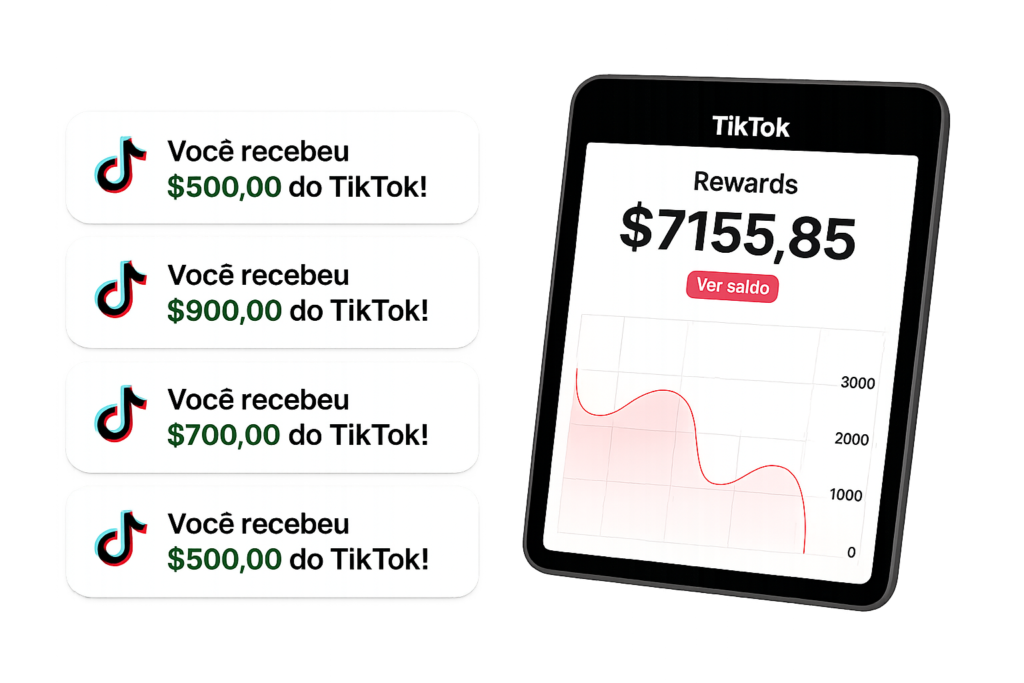 Você recebeu
$500,00 do TikTok!
Você recebeu
$900,00 do TikTok!
Você recebeu
$700,00 do TikTok!
Você recebeu
$500,00 do TikTok!
TikTok
Rewards
$7155,85
Ver saldo
3000
2000
1000
0